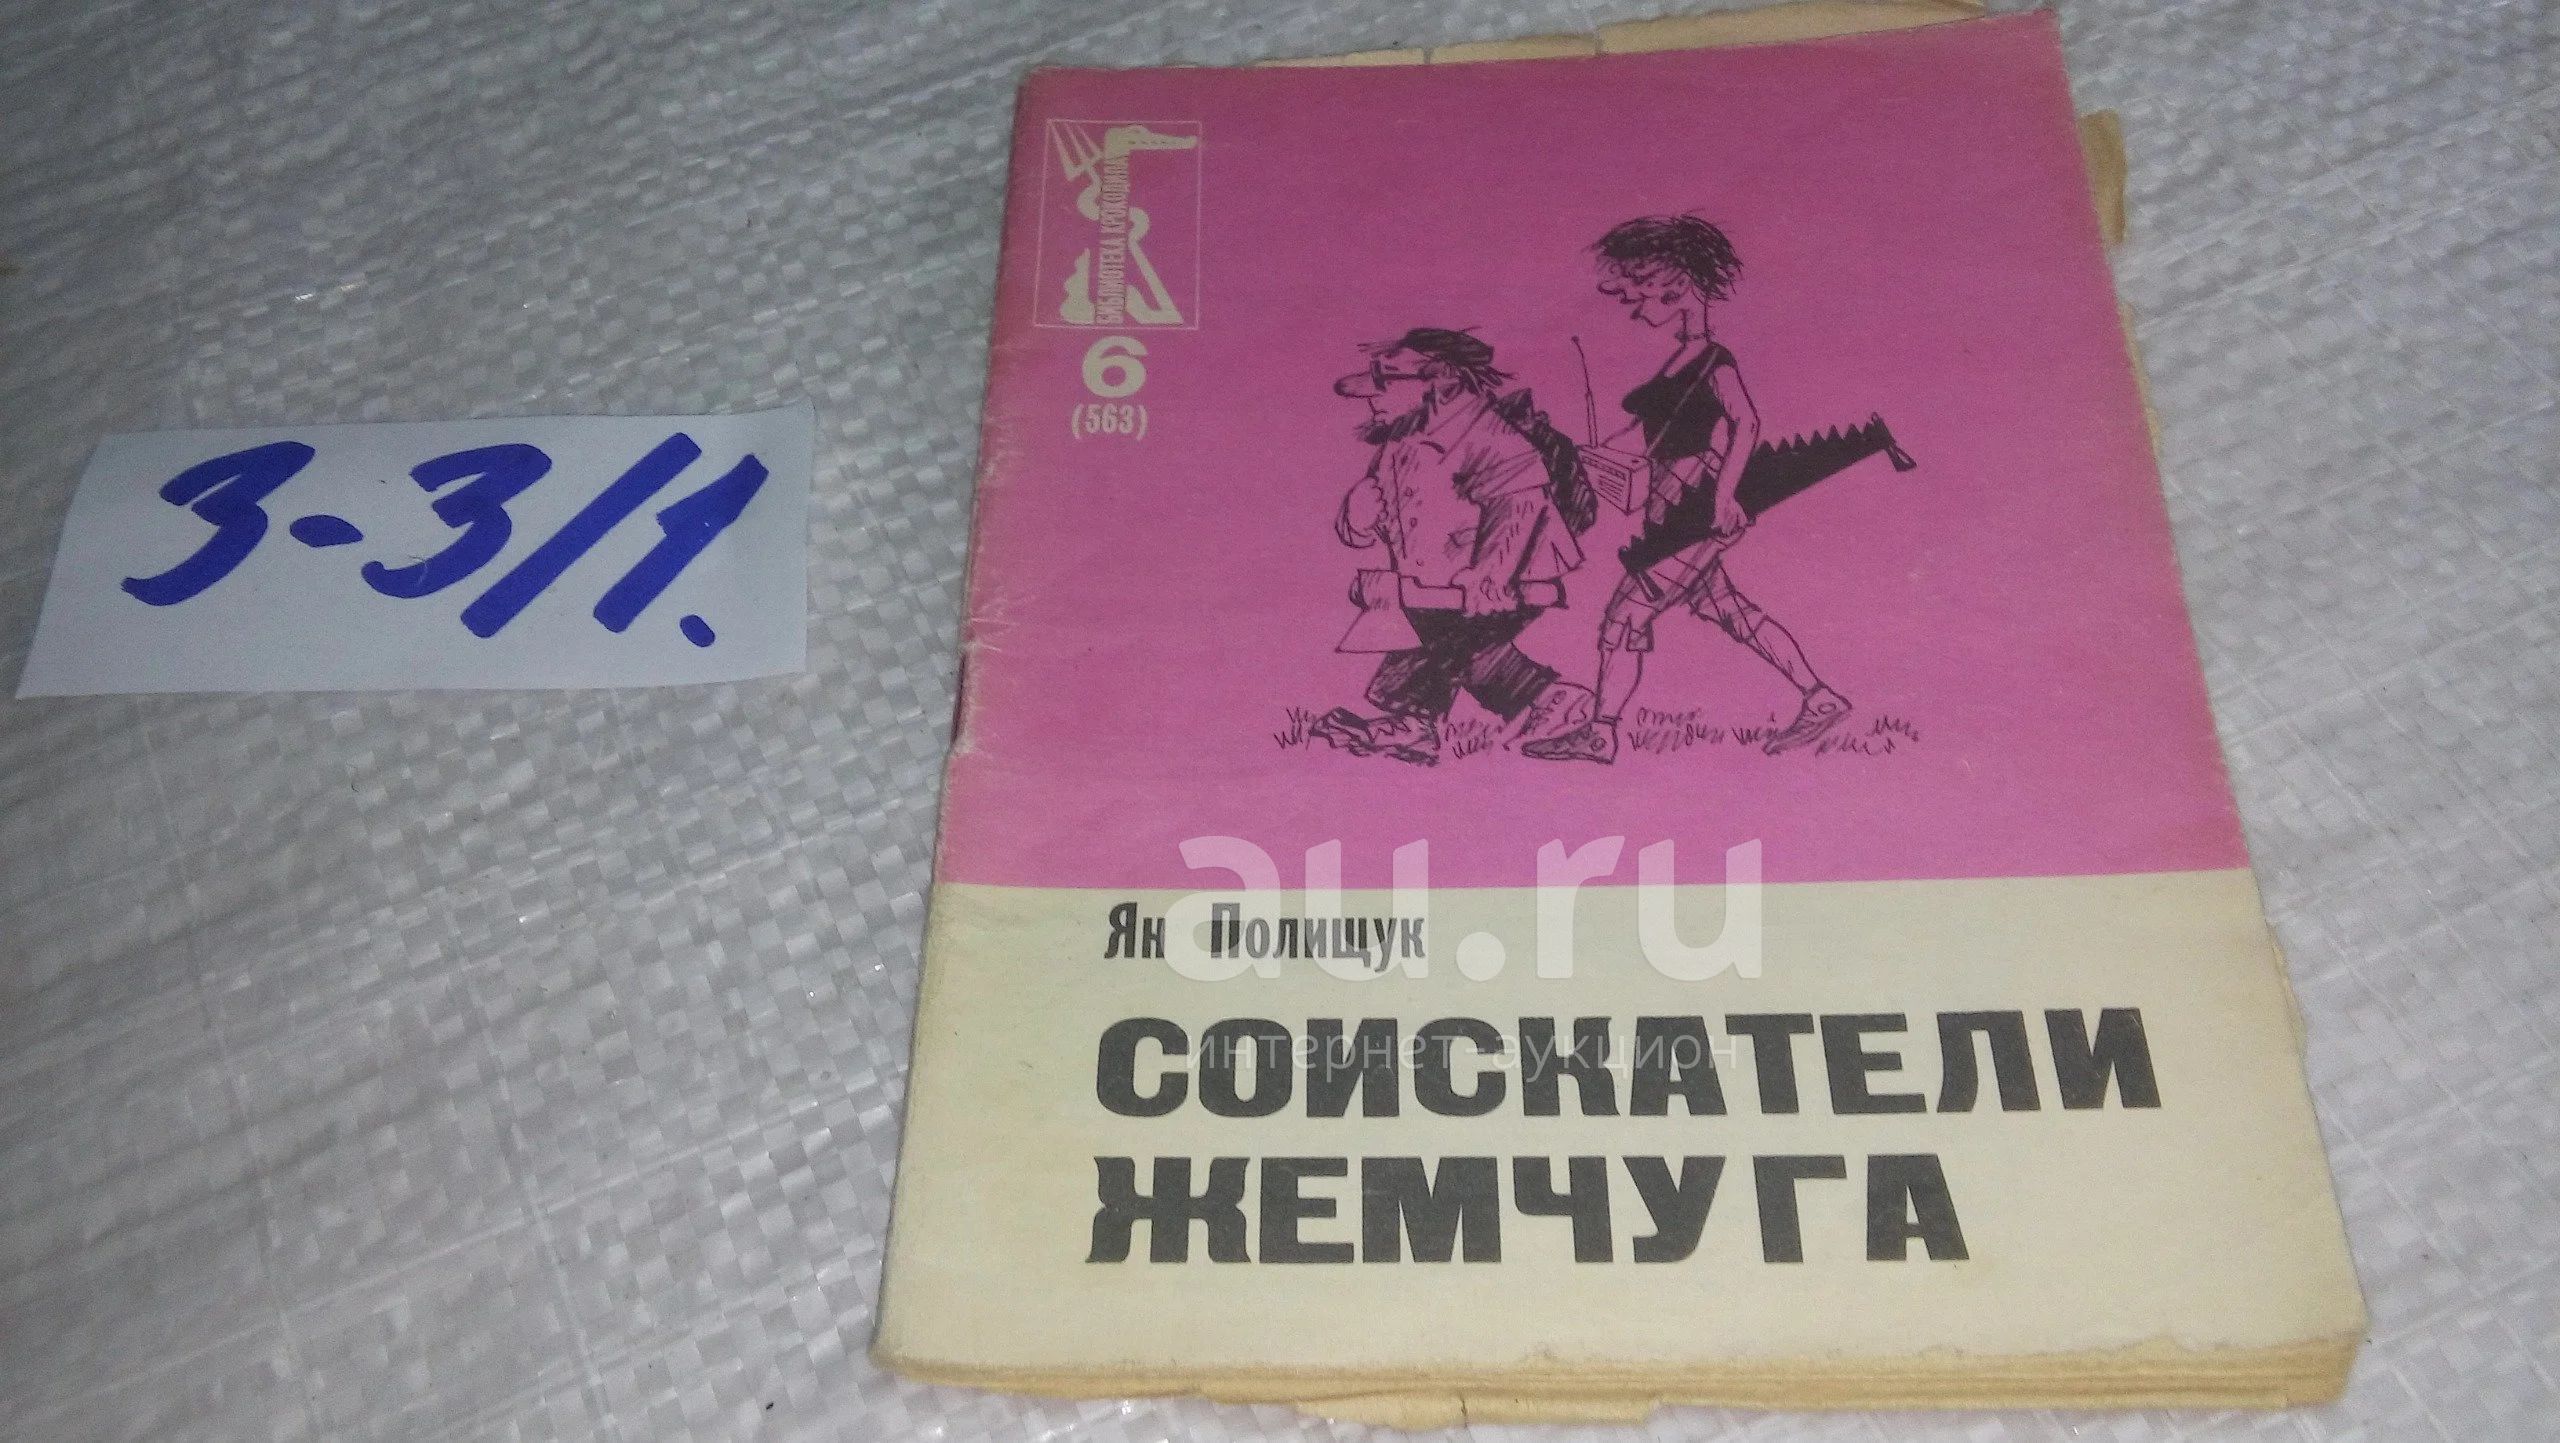 3-3/1.
БИБЛИОТЕКА КРОКОДИЛА
6
(563)
au.ru
Ян Полищук
интернет-аукцион
СОИСКАТЕЛИ
ЖЕМЧУГА